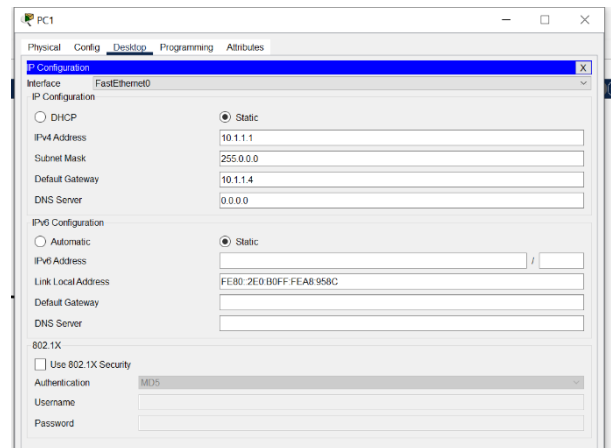 PC1
Physical Config Desktop Programming Attributes
IP Configuration X
Interface FastEthernet0
IP Configuration
DHCP Static
IPv4 Address 10.1.1.1
Subnet Mask 255.0.0.0
Default Gateway 10.1.1.4
DNS Server 0.0.0.0
IPv6 Configuration
Automatic Static
IPv6 Address /
Link Local Address FE80::2E0:B0FF:FEA8:958C
Default Gateway
DNS Server
802.1X
Use 802.1X Security
Authentication MD5
Username
Password